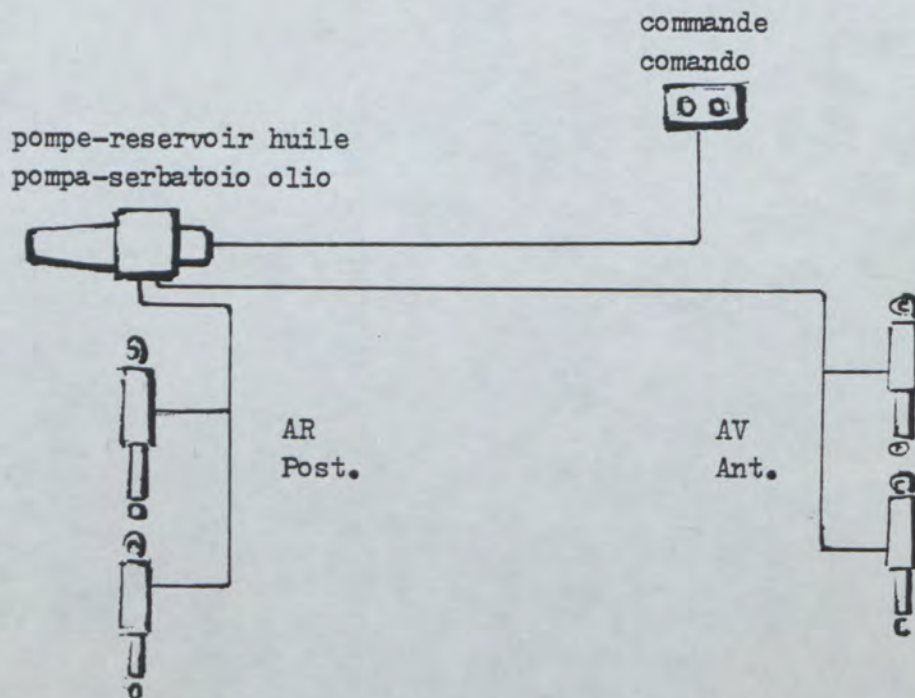 commande
comando
pompe-reservoir huile
pompa-serbatoio olio
AR
Post.
AV
Ant.